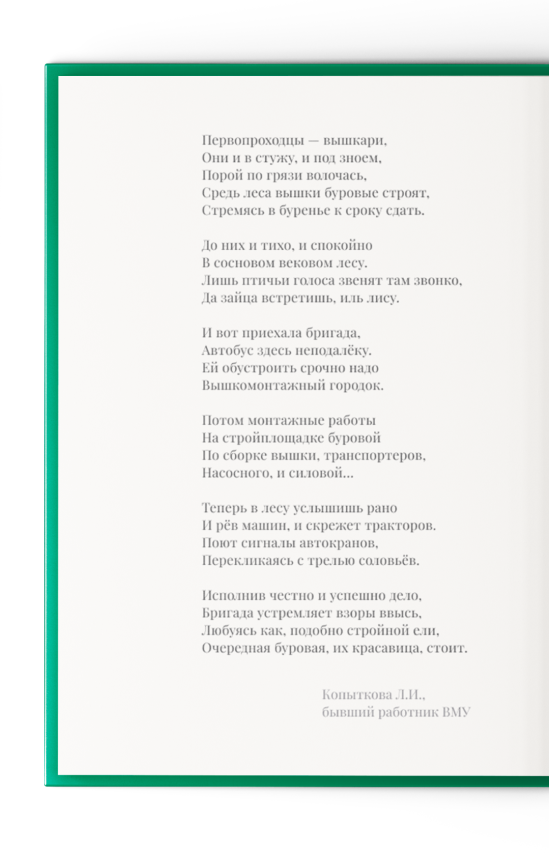 Первопроходцы — вышкари,
Они и в стужу, и под зноем,
Порой по грязи волочась,
Средь леса вышки буровые строят,
Стремясь в буренье к сроку сдать.
До них и тихо, и спокойно
В сосновом вековом лесу.
Лишь птичьи голоса звенят там звонко,
Да зайца встретишь, иль лису.
И вот приехала бригада,
Автобус здесь неподалёку.
Ей обустроить срочно надо
Вышкомонтажный городок.
Потом монтажные работы
На стройплощадке буровой
По сборке вышки, транспортеров,
Насосного, и силовой...
Теперь в лесу услышишь рано
И рёв машин, и скрежет тракторов.
Поют сигналы автокранов,
Перекликаясь с трелью соловьёв.
Исполнив честно и успешно дело,
Бригада устремляет взоры ввысь,
Любуясь как, подобно стройной ели,
Очередная буровая, их красавица, стоит.
Копыткова Л.И.,
бывший работник ВМУ